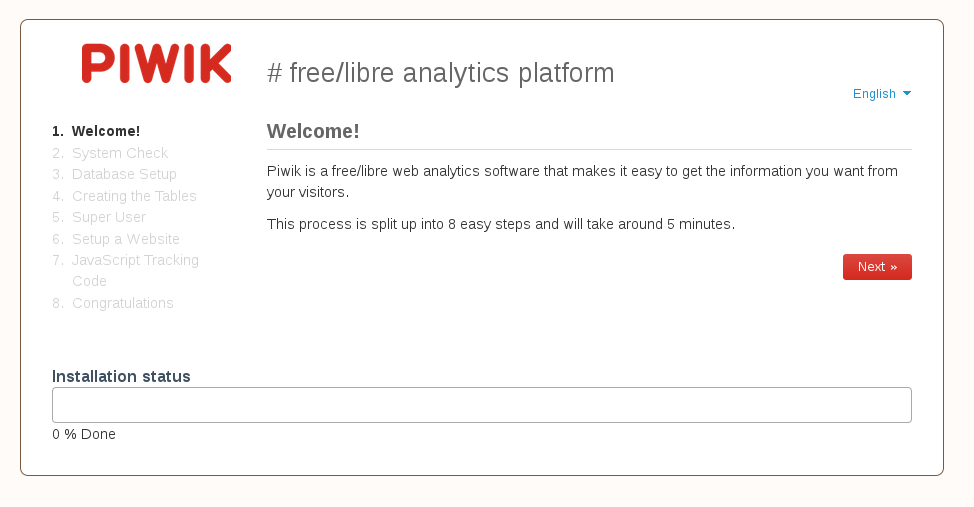 PIWIK
# free/libre analytics platform
English
1. Welcome!
2. System Check
3. Database Setup
4. Creating the Tables
5. Super User
6. Setup a Website
7. JavaScript Tracking
Code
8. Congratulations
Welcome!
Piwik is a free/libre web analytics software that makes it easy to get the information you want from
your visitors.
This process is split up into 8 easy steps and will take around 5 minutes.
Next »
Installation status
0 % Done